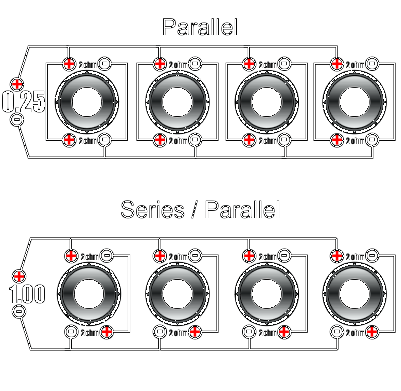 Parallel
+ 2 ohm - + 2 ohm - + 2 ohm - + 2 ohm -
+
0.25
-
+ 2 ohm - + 2 ohm - + 2 ohm - + 2 ohm -
Series / Parallel
+ 2 ohm - + 2 ohm - + 2 ohm - + 2 ohm -
+
1.00
-
- 2 ohm + - 2 ohm + - 2 ohm + - 2 ohm +